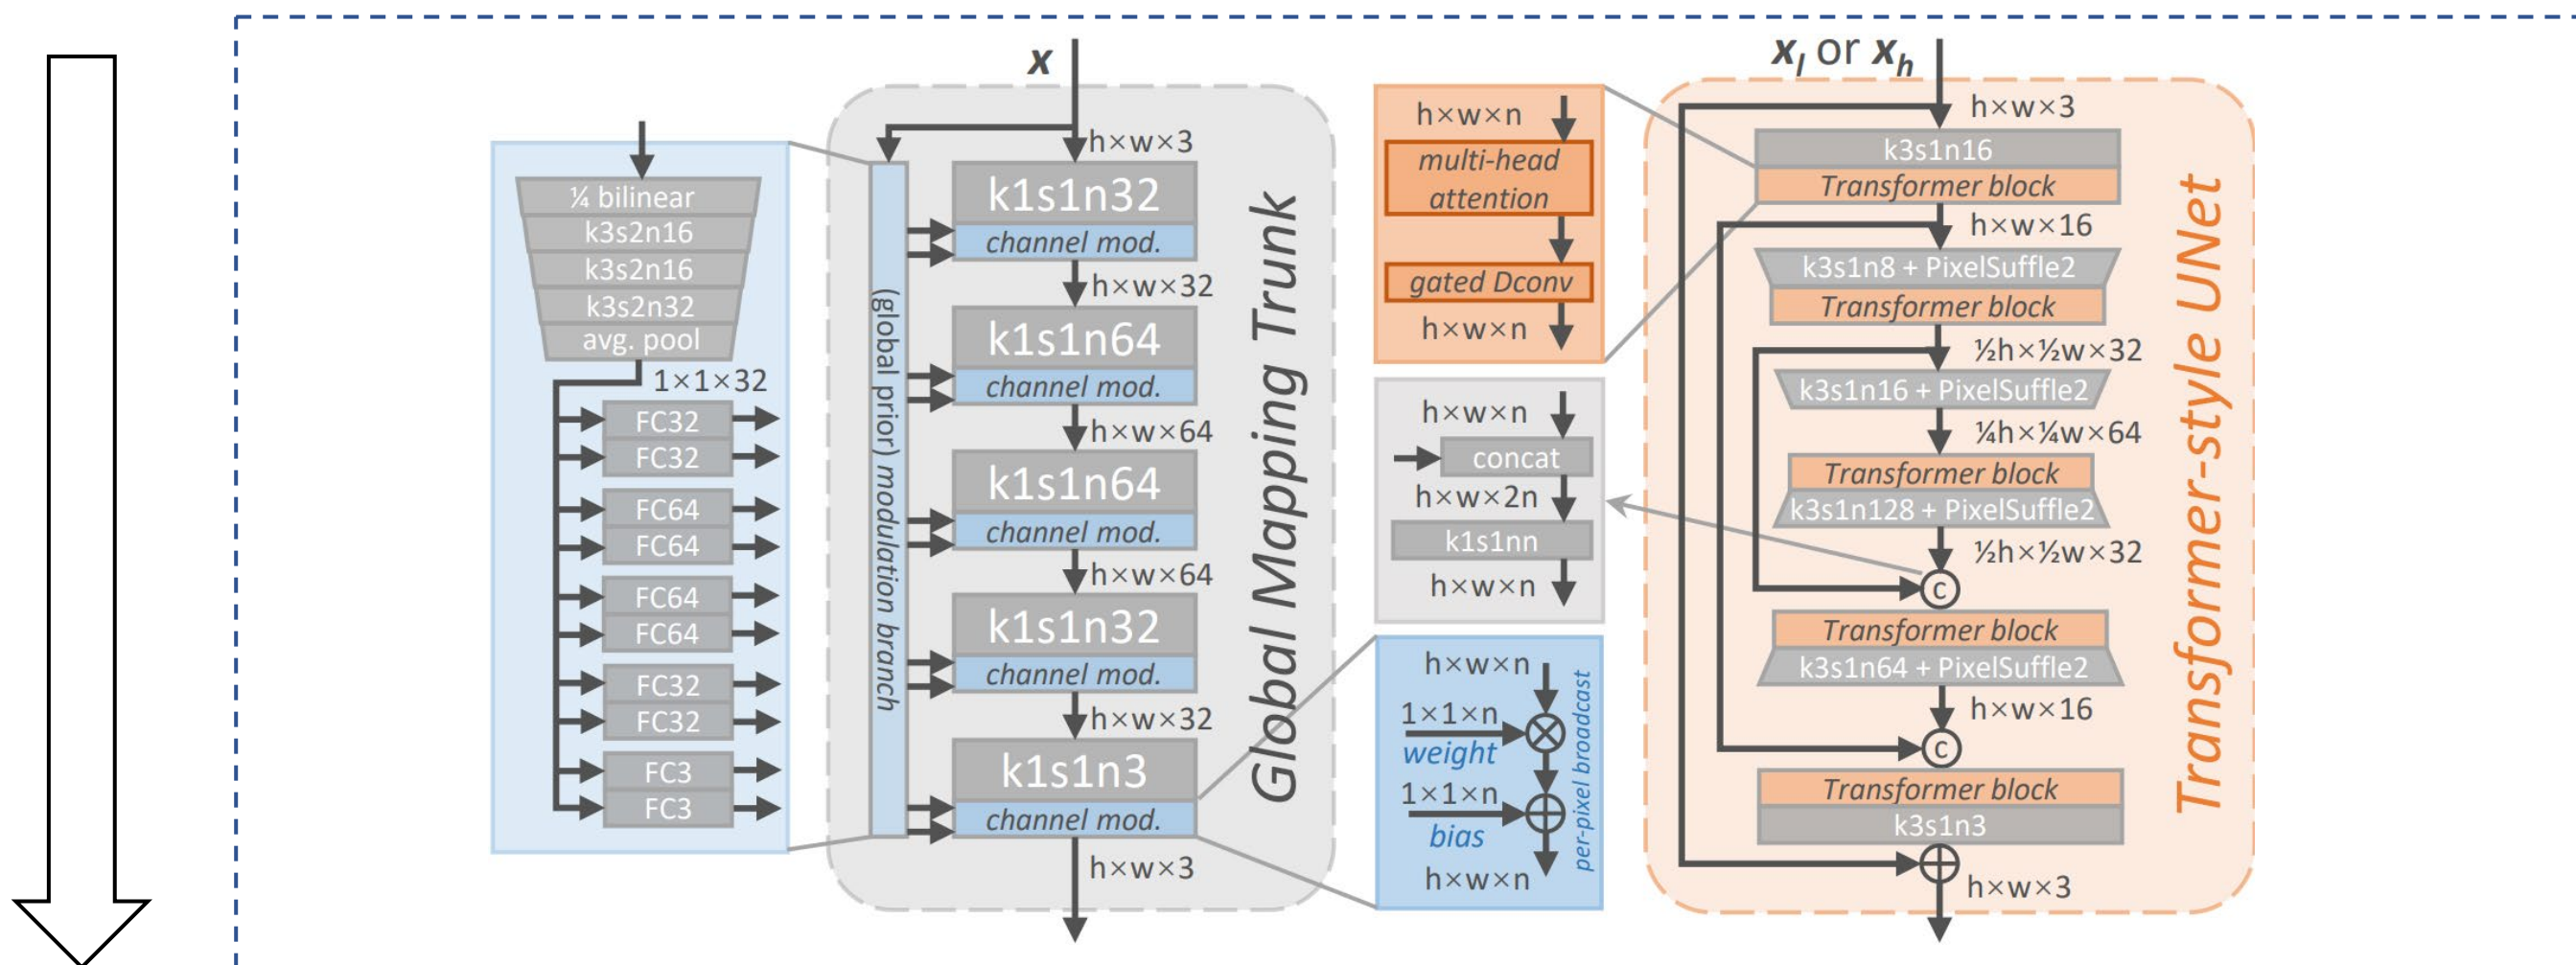 x
h×w×3
¼ bilinear
k3s2n16
k3s2n16
k3s2n32
avg. pool
1×1×32
FC32
FC32
FC64
FC64
FC64
FC64
FC32
FC32
FC3
FC3
(global prior) modulation branch
k1s1n32
channel mod.
h×w×32
k1s1n64
channel mod.
h×w×64
k1s1n64
channel mod.
h×w×64
k1s1n32
channel mod.
h×w×32
k1s1n3
channel mod.
h×w×3
Global Mapping Trunk
h×w×n
multi-head
attention
gated Dconv
h×w×n
h×w×n
concat
h×w×2n
k1s1nn
h×w×n
h×w×n
1×1×n
weight
1×1×n
bias
h×w×n
per-pixel broadcast
xl or xh
h×w×3
k3s1n16
Transformer block
h×w×16
k3s1n8 + PixelSuffle2
Transformer block
½h×½w×32
k3s1n16 + PixelSuffle2
¼h×¼w×64
Transformer block
k3s1n128 + PixelSuffle2
½h×½w×32
c
Transformer block
k3s1n64 + PixelSuffle2
h×w×16
c
Transformer block
k3s1n3
h×w×3
Transformer-style UNet